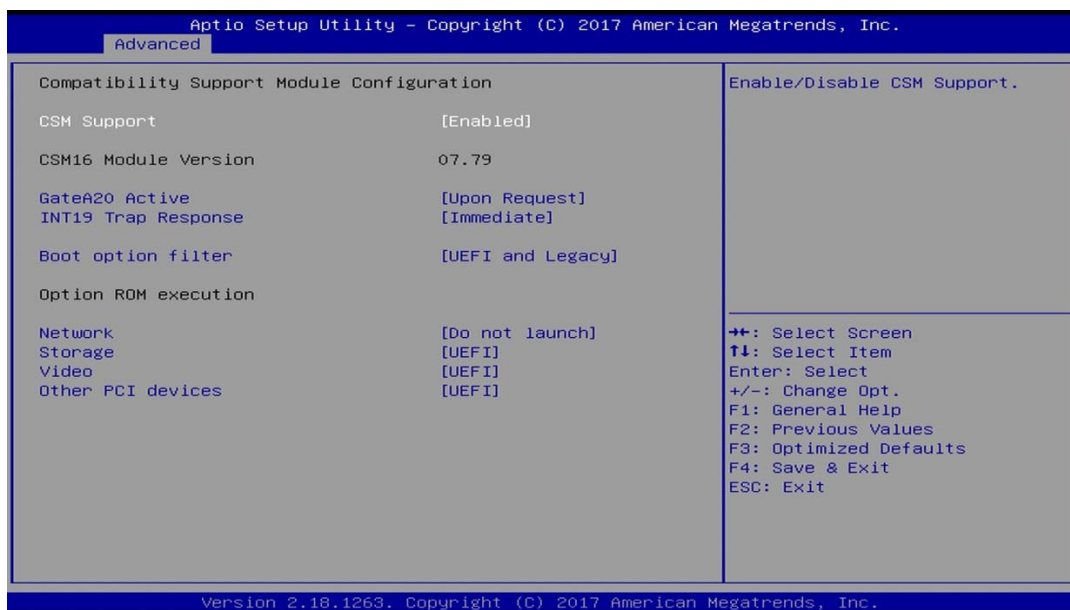 Aptio Setup Utility – Copyright (C) 2017 American Megatrends, Inc.
Advanced
Compatibility Support Module Configuration
Enable/Disable CSM Support.
CSM Support [Enabled]
CSM16 Module Version 07.79
GateA20 Active [Upon Request]
INT19 Trap Response [Immediate]
Boot option filter [UEFI and Legacy]
Option ROM execution
Network [Do not launch]
Storage [UEFI]
Video [UEFI]
Other PCI devices [UEFI]
→←: Select Screen
↑↓: Select Item
Enter: Select
+/-: Change Opt.
F1: General Help
F2: Previous Values
F3: Optimized Defaults
F4: Save & Exit
ESC: Exit
Version 2.18.1263. Copyright (C) 2017 American Megatrends, Inc.